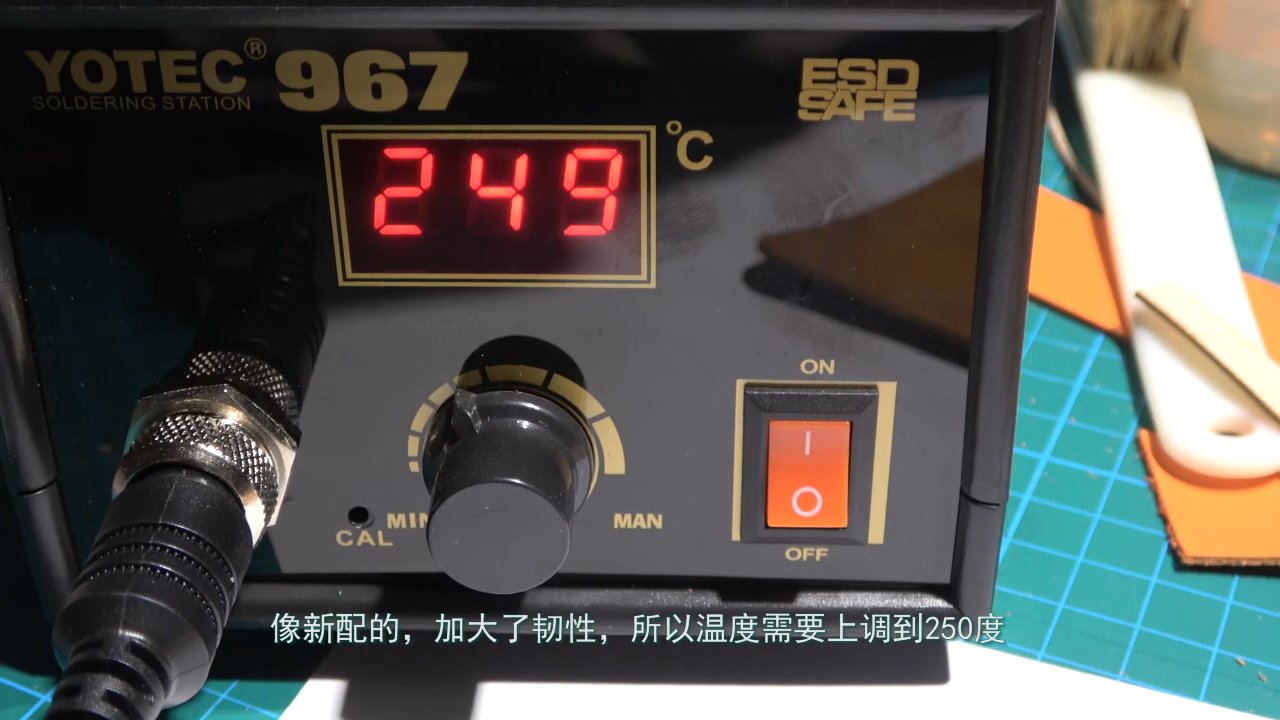 YOTEC® 967
SOLDERING STATION
ESD
SAFE
249
°C
ON
MIN
MAN
CAL
OFF
像新配的，加大了韧性，所以温度需要上调到250度